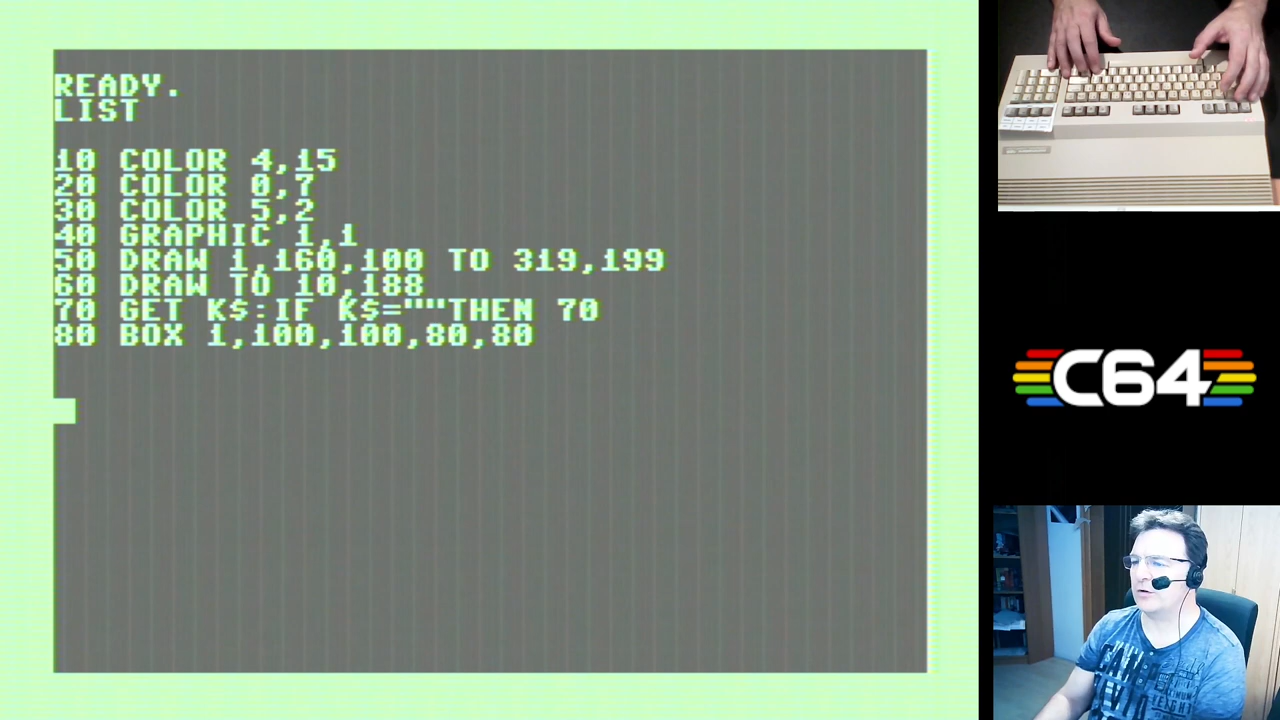 READY.
LIST
10 COLOR 4,15
20 COLOR 0,7
30 COLOR 5,2
40 GRAPHIC 1,1
50 DRAW 1,160,100 TO 319,199
60 DRAW TO 10,188
70 GET K$:IF K$=""THEN 70
80 BOX 1,100,100,80,80
C64